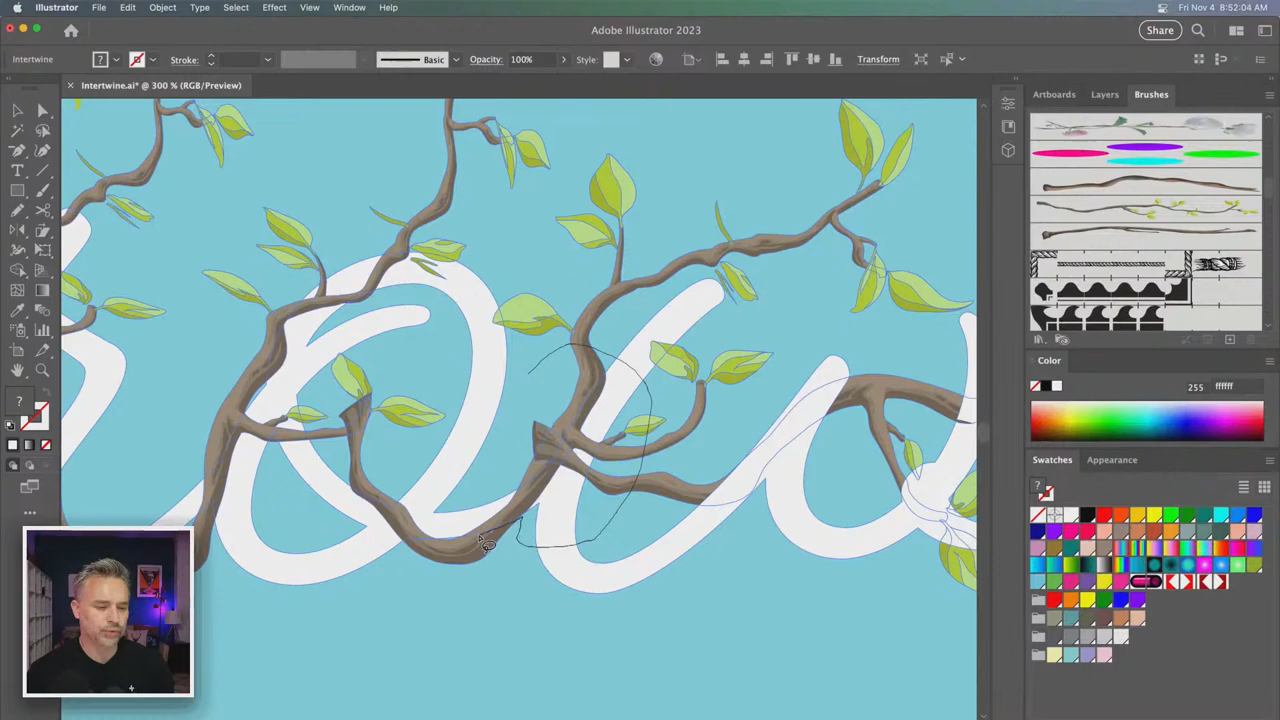 Illustrator File Edit Object Type Select Effect View Window Help Fri Nov 4 8:52:04 AM
Adobe Illustrator 2023
Share
Intertwine Stroke: Basic Opacity: 100% Style: Transform
Intertwine.ai* @ 300 % (RGB/Preview)
Artboards Layers Brushes
Color
255 ffffff
Swatches Appearance